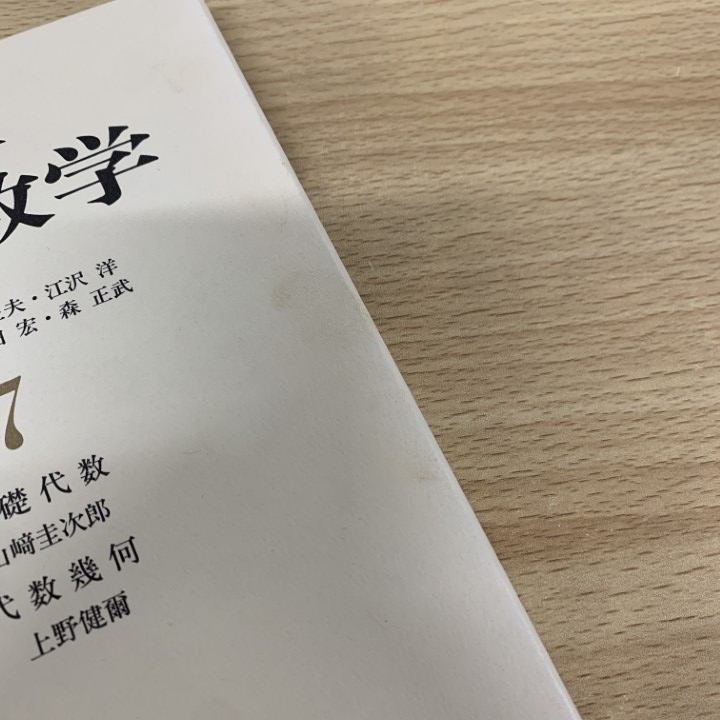 数学
夫・江沢 洋
宏・森 正武
7
礎代数
山﨑圭次郎
代数幾何
上野健爾